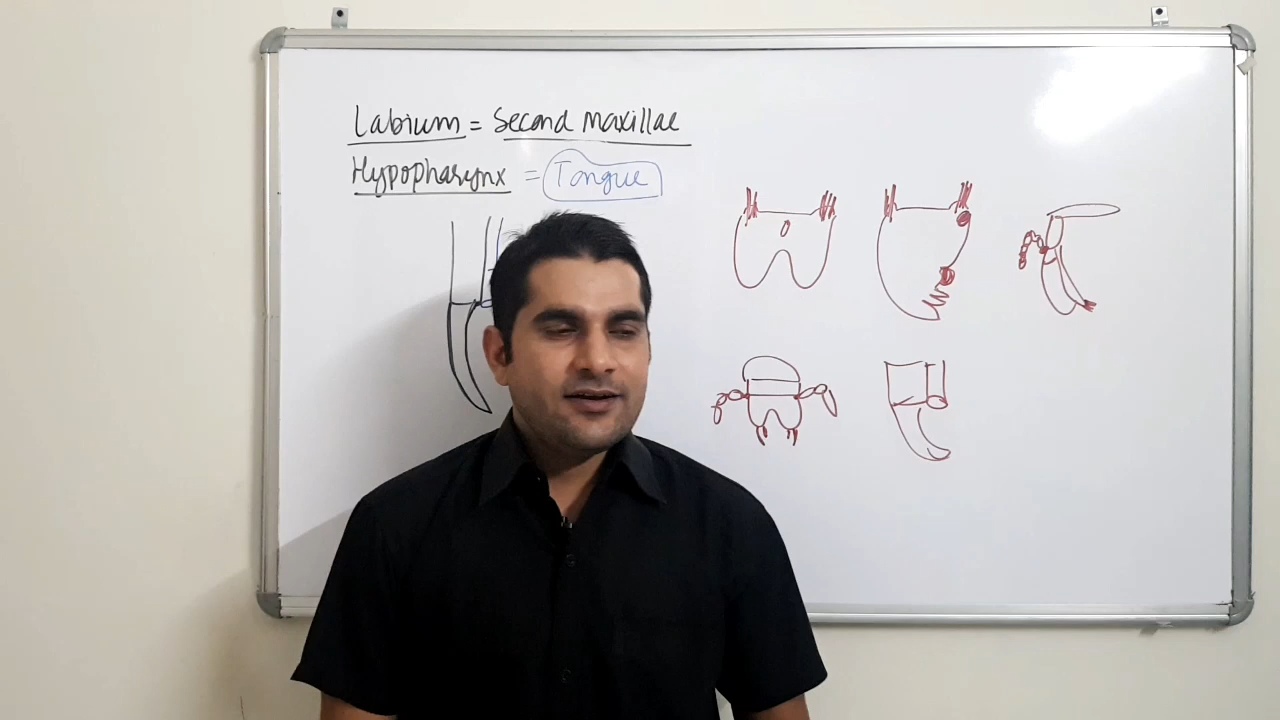 Labium = Second Maxillae
Hypopharynx = Tongue